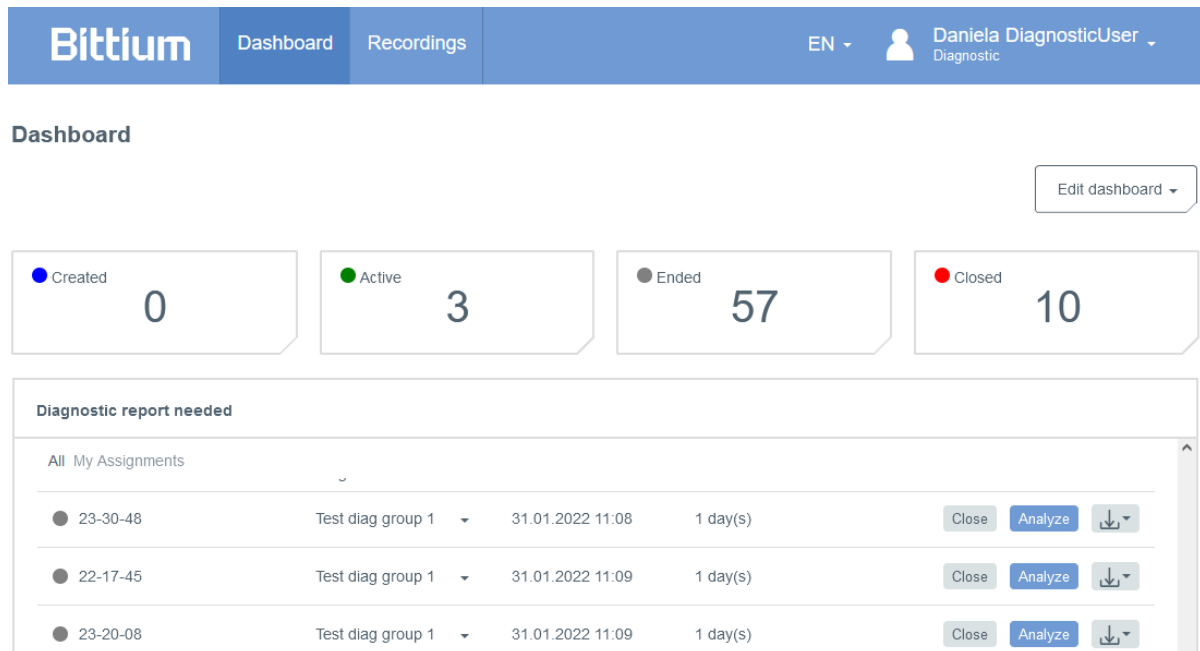 Bittium Dashboard Recordings EN Daniela DiagnosticUser
Diagnostic
Dashboard
Edit dashboard
Created Active Ended Closed
0 3 57 10
Diagnostic report needed
All My Assignments
23-30-48 Test diag group 1 31.01.2022 11:08 1 day(s) Close Analyze
22-17-45 Test diag group 1 31.01.2022 11:09 1 day(s) Close Analyze
23-20-08 Test diag group 1 31.01.2022 11:09 1 day(s) Close Analyze